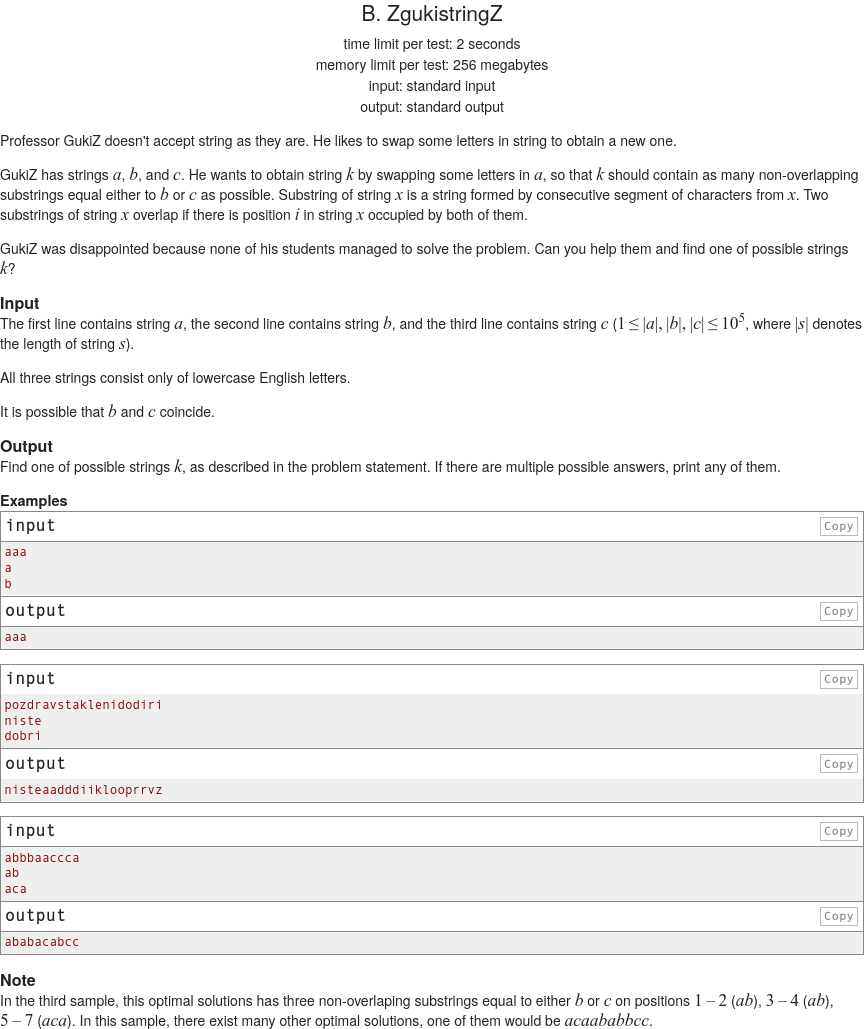 B. ZgukistringZ
time limit per test: 2 seconds
memory limit per test: 256 megabytes
input: standard input
output: standard output
Professor GukiZ doesn't accept string as they are. He likes to swap some letters in string to obtain a new one.
GukiZ has strings a, b, and c. He wants to obtain string k by swapping some letters in a, so that k should contain as many non-overlapping
substrings equal either to b or c as possible. Substring of string x is a string formed by consecutive segment of characters from x. Two
substrings of string x overlap if there is position i in string x occupied by both of them.
GukiZ was disappointed because none of his students managed to solve the problem. Can you help them and find one of possible strings
k?
Input
The first line contains string a, the second line contains string b, and the third line contains string c (1 ≤ |a|, |b|, |c| ≤ 10^5, where |s| denotes
the length of string s).
All three strings consist only of lowercase English letters.
It is possible that b and c coincide.
Output
Find one of possible strings k, as described in the problem statement. If there are multiple possible answers, print any of them.
Examples
input Copy
aaa
a
b
output Copy
aaa
input Copy
pozdravstaklenidodiri
niste
dobri
output Copy
nisteaadddiiklooprrvz
input Copy
abbbaaccca
ab
aca
output Copy
ababacabcc
Note
In the third sample, this optimal solutions has three non-overlaping substrings equal to either b or c on positions 1 – 2 (ab), 3 – 4 (ab),
5 – 7 (aca). In this sample, there exist many other optimal solutions, one of them would be acaababbcc.